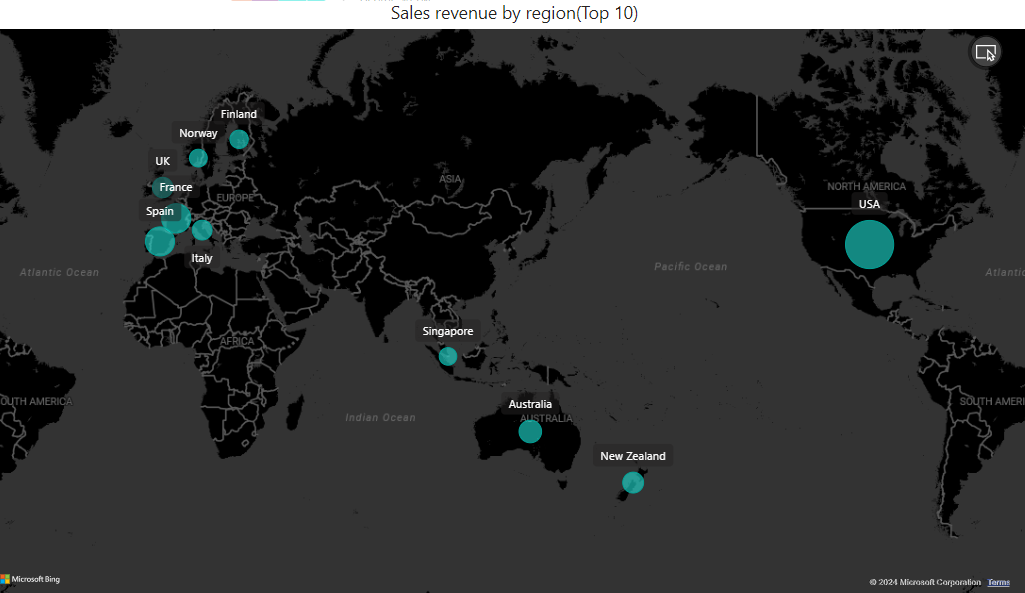 Sales revenue by region(Top 10)
Finland
Norway
UK
ASIA
France
NORTH AMERICA
EUROPE
USA
Spain
Italy
Pacific Ocean
Atlantic Ocean
Atlantic
Singapore
AFRICA
OUTH AMERICA
SOUTH AMERI
Australia
Indian Ocean
AUSTRALIA
New Zealand
Microsoft Bing
© 2024 Microsoft Corporation Terms